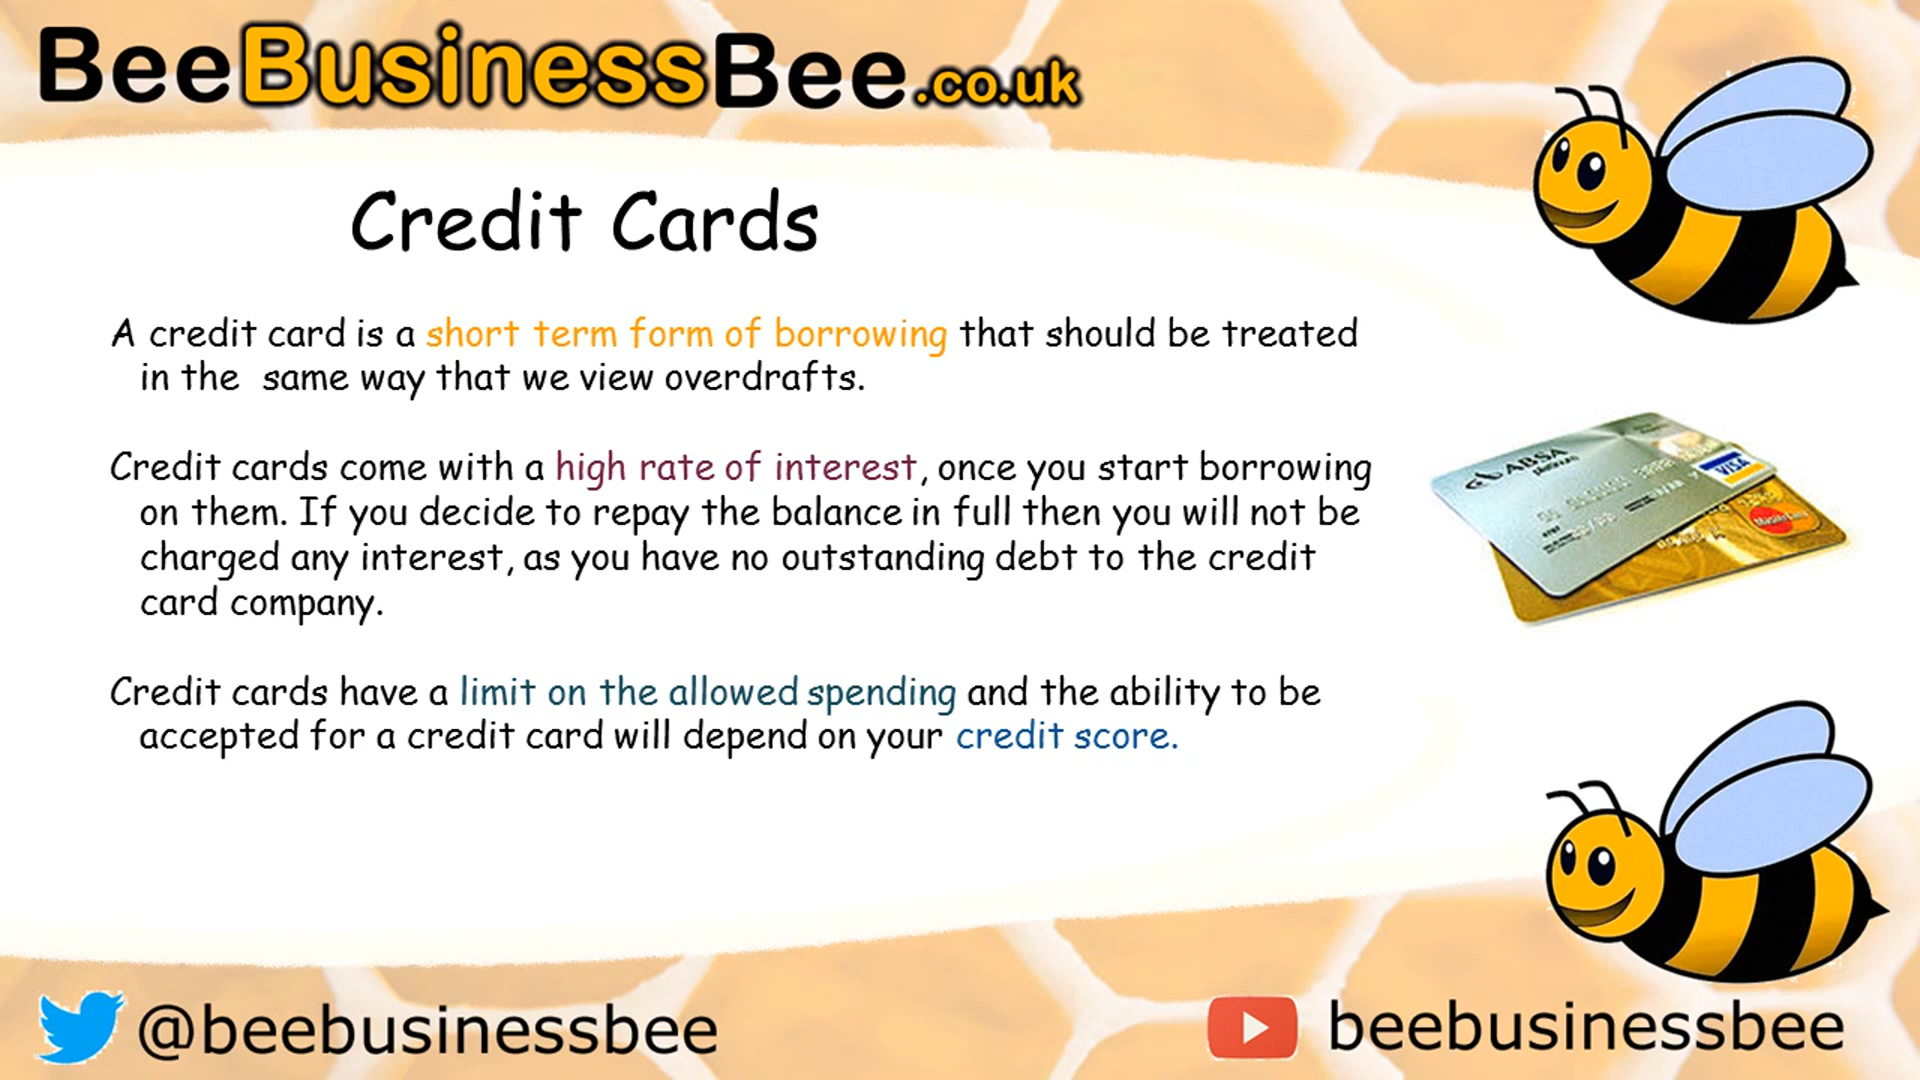 BeeBusinessBee.co.uk
Credit Cards
A credit card is a short term form of borrowing that should be treated
in the same way that we view overdrafts.
Credit cards come with a high rate of interest, once you start borrowing
on them. If you decide to repay the balance in full then you will not be
charged any interest, as you have no outstanding debt to the credit
card company.
ABSA
platinum
VISA
MasterCard
Credit cards have a limit on the allowed spending and the ability to be
accepted for a credit card will depend on your credit score.
@beebusinessbee
beebusinessbee